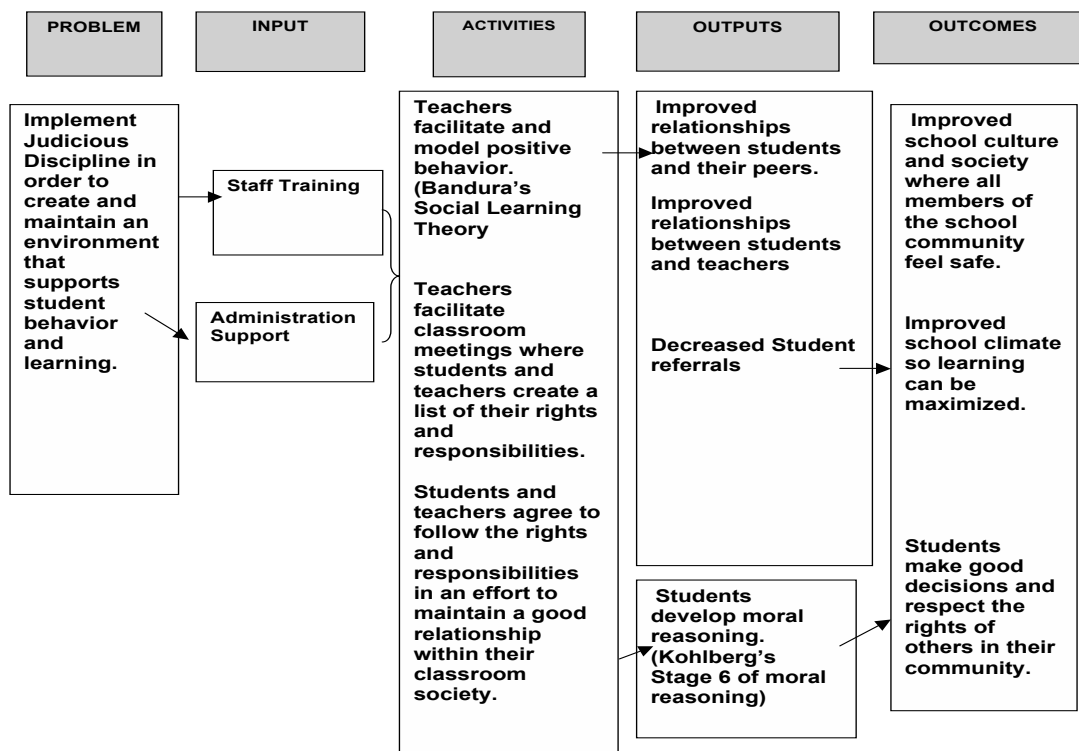 PROBLEM
INPUT
ACTIVITIES
OUTPUTS
OUTCOMES
Implement
Judicious
Discipline in
order to
create and
maintain an
environment
that
supports
student
behavior
and
learning.
Staff Training
Administration
Support
Teachers
facilitate and
model positive
behavior.
(Bandura's
Social Learning
Theory
Teachers
facilitate
classroom
meetings where
students and
teachers create a
list of their rights
and
responsibilities.
Students and
teachers agree to
follow the rights
and
responsibilities
in an effort to
maintain a good
relationship
within their
classroom
society.
Improved
relationships
between students
and their peers.
Improved
relationships
between students
and teachers
Decreased Student
referrals
Students
develop moral
reasoning.
(Kohlberg's
Stage 6 of moral
reasoning)
Improved
school culture
and society
where all
members of
the school
community
feel safe.
Improved
school climate
so learning
can be
maximized.
Students
make good
decisions and
respect the
rights of
others in their
community.